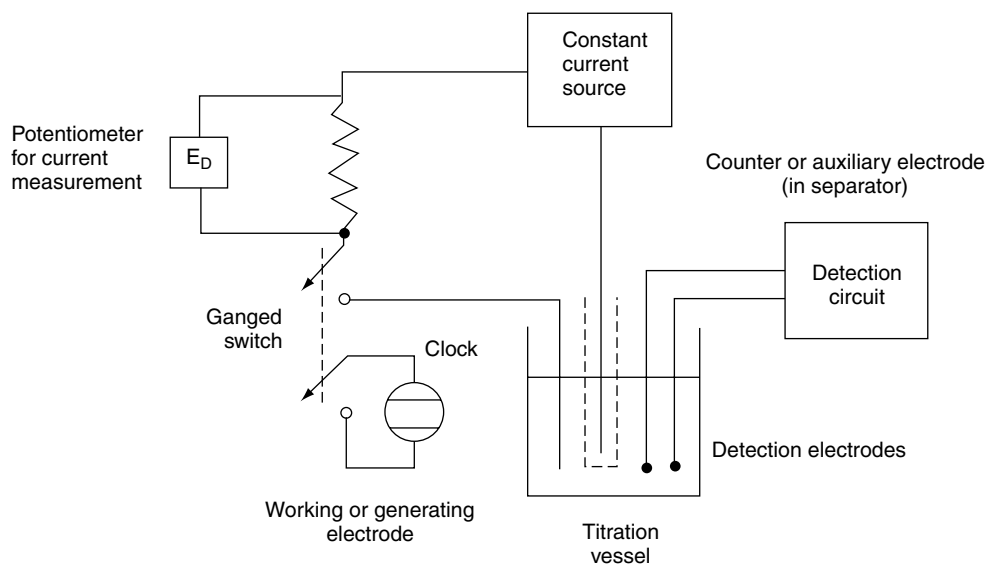 Constant
current
source
Potentiometer
for current
measurement
E_D
Counter or auxiliary electrode
(in separator)
Detection
circuit
Ganged
switch
Clock
Detection electrodes
Working or generating
electrode
Titration
vessel